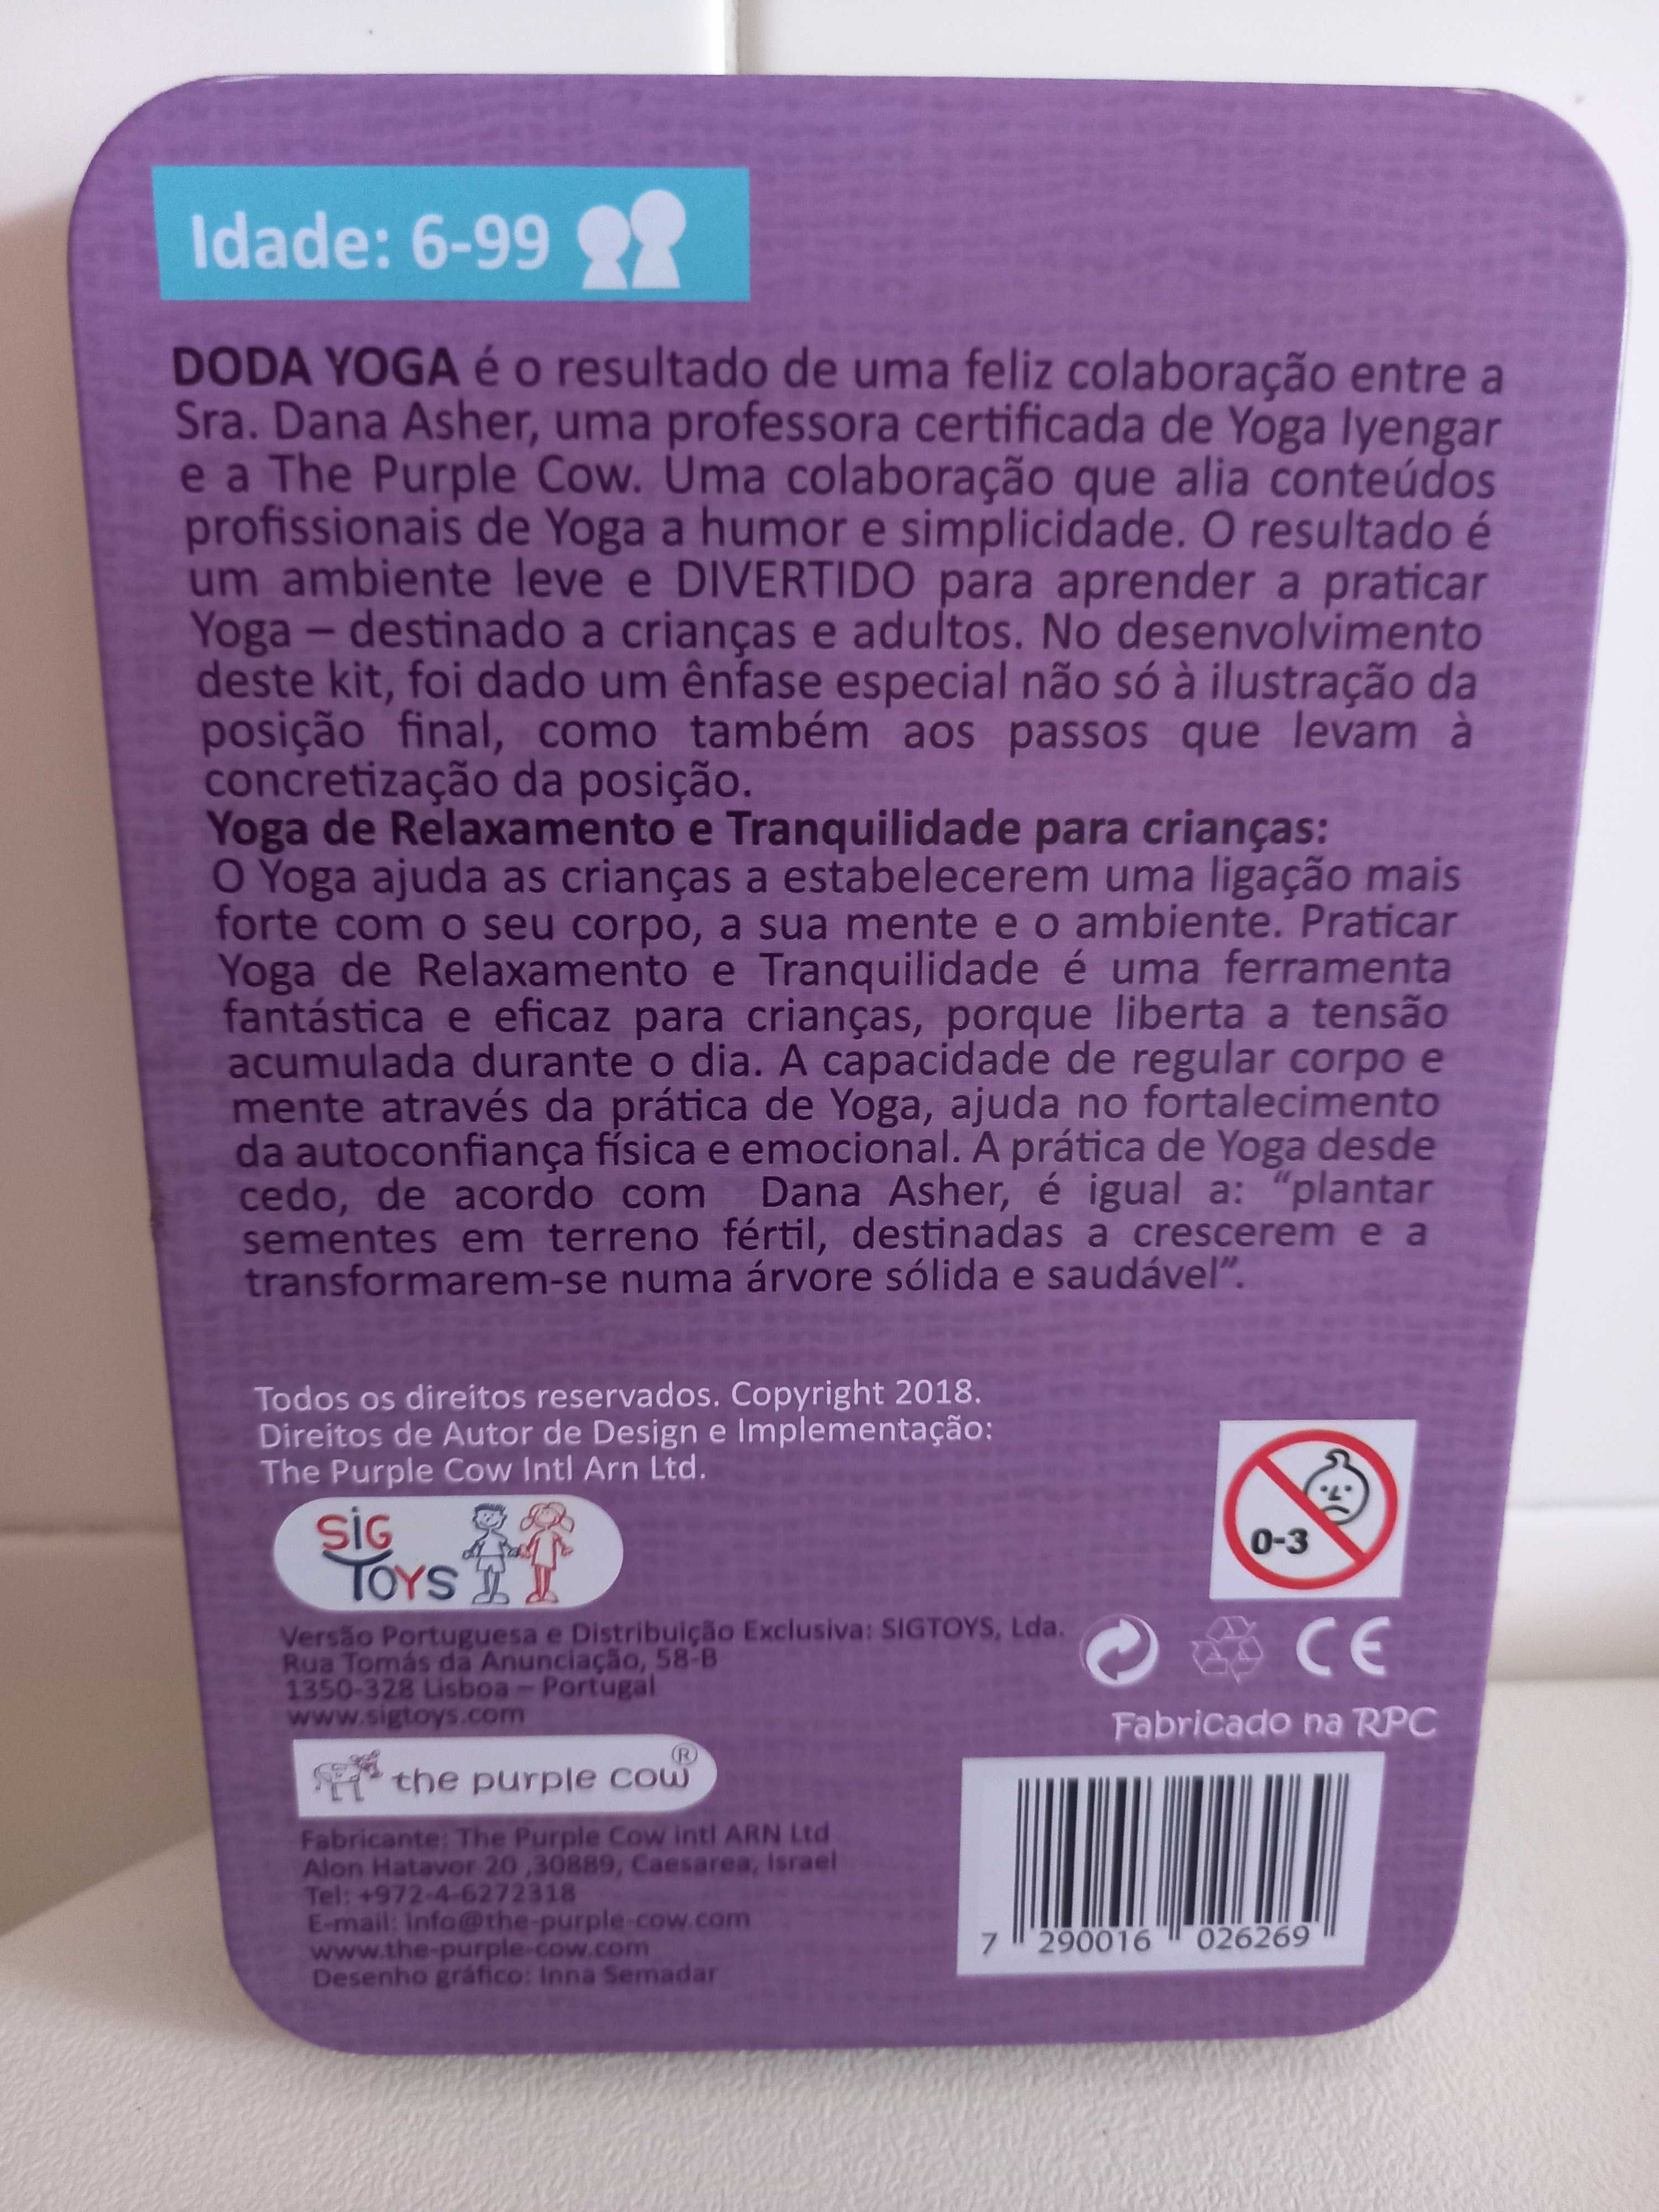 Idade: 6-99
DODA YOGA é o resultado de uma feliz colaboração entre a
Sra. Dana Asher, uma professora certificada de Yoga Iyengar
e a The Purple Cow. Uma colaboração que alia conteúdos
profissionais de Yoga a humor e simplicidade. O resultado é
um ambiente leve e DIVERTIDO para aprender a praticar
Yoga – destinado a crianças e adultos. No desenvolvimento
deste kit, foi dado um ênfase especial não só à ilustração da
posição final, como também aos passos que levam à
concretização da posição.
Yoga de Relaxamento e Tranquilidade para crianças:
O Yoga ajuda as crianças a estabelecerem uma ligação mais
forte com o seu corpo, a sua mente e o ambiente. Praticar
Yoga de Relaxamento e Tranquilidade é uma ferramenta
fantástica e eficaz para crianças, porque liberta a tensão
acumulada durante o dia. A capacidade de regular corpo e
mente através da prática de Yoga, ajuda no fortalecimento
da autoconfiança física e emocional. A prática de Yoga desde
cedo, de acordo com Dana Asher, é igual a: “plantar
sementes em terreno fértil, destinadas a crescerem e a
transformarem-se numa árvore sólida e saudável”.
Todos os direitos reservados. Copyright 2018.
Direitos de Autor de Design e Implementação:
The Purple Cow Intl Arn Ltd.
SiG
TOYS
0-3
Versão Portuguesa e Distribuição Exclusiva: SIGTOYS, Lda.
Rua Tomás da Anunciação, 58-B
1350-328 Lisboa – Portugal
www.sigtoys.com
CE
Fabricado na RPC
the purple cow®
Fabricante: The Purple Cow intl ARN Ltd
Alon Hatavor 20 ,30889, Caesarea, Israel
Tel: +972-4-6272318
E-mail: info@the-purple-cow.com
www.the-purple-cow.com
Desenho gráfico: Inna Semadar
7 290016 026269